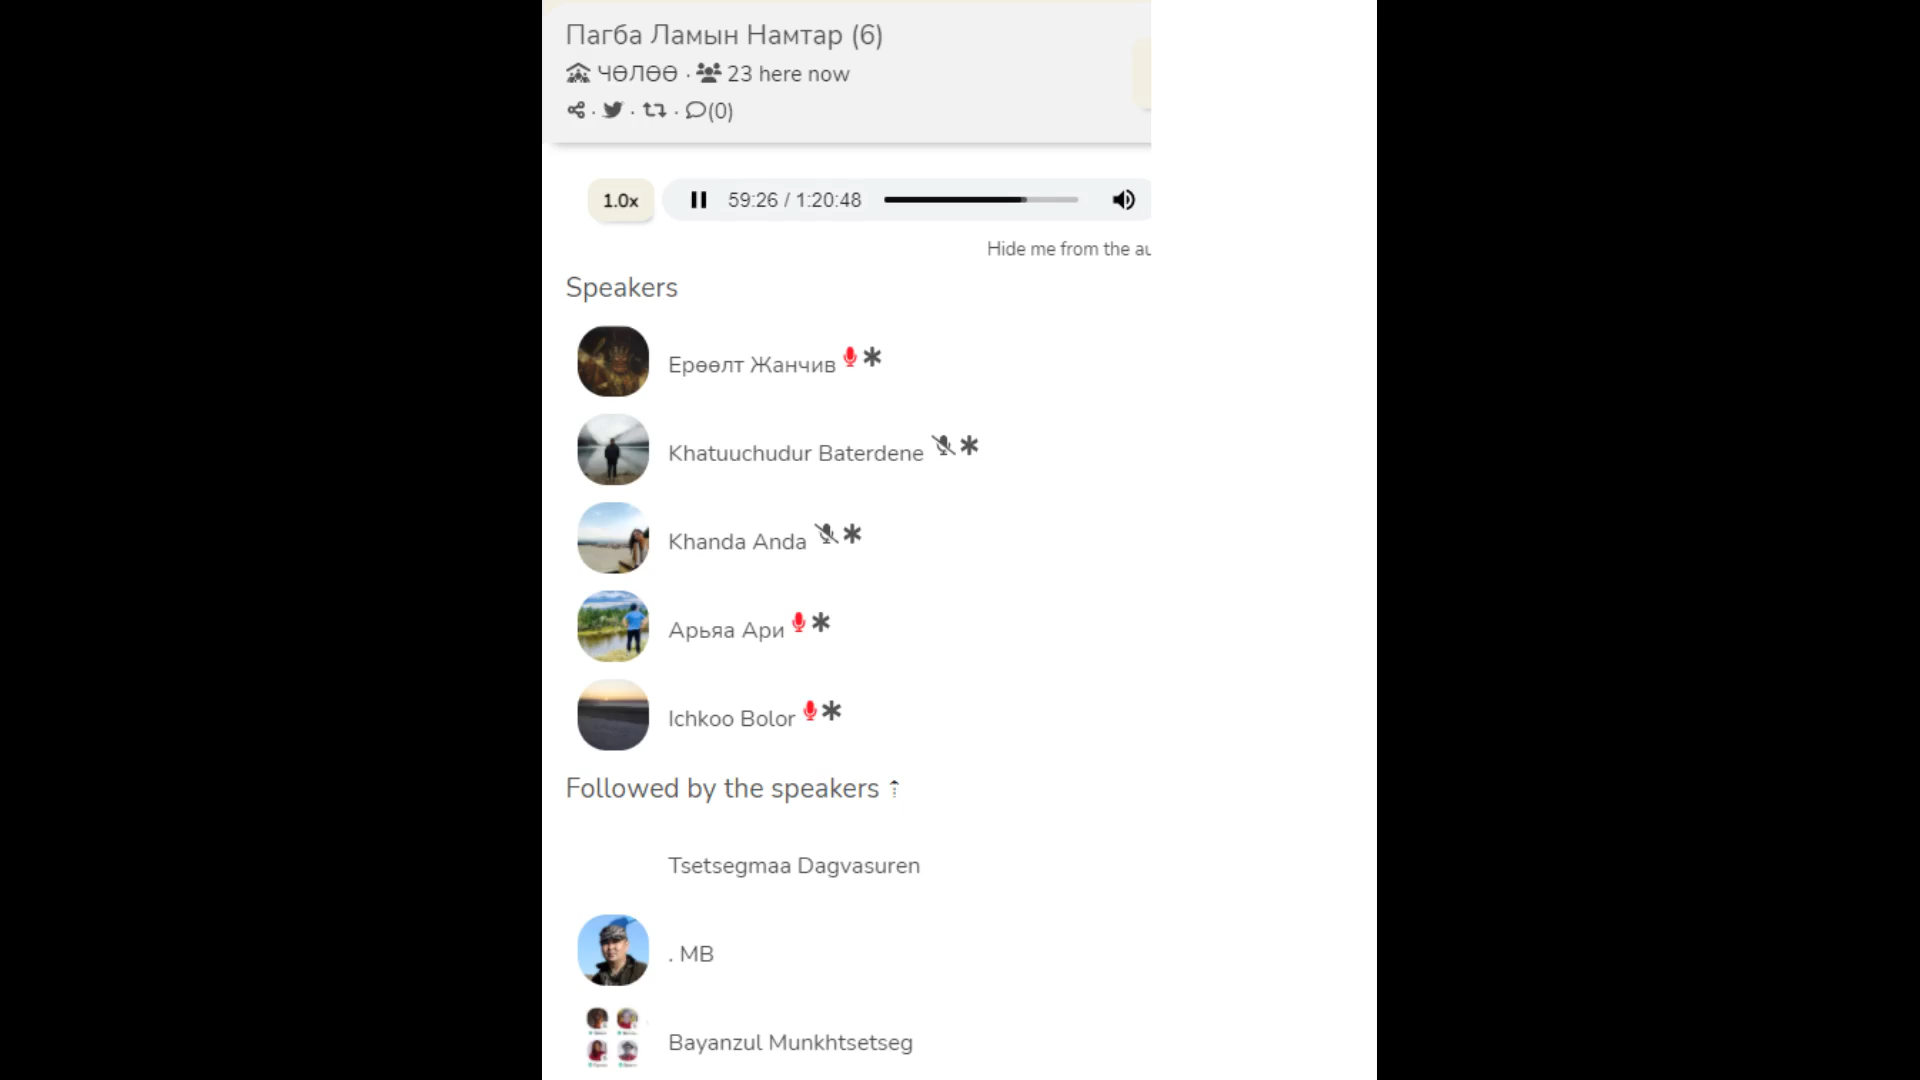 Пагба Ламын Намтар (6)
ЧӨЛӨӨ · 23 here now
· · · (0)
1.0x 59:26 / 1:20:48
Hide me from the au
Speakers
Ерөөлт Жанчив
Khatuuchudur Baterdene
Khanda Anda
Арьяа Ари
Ichkoo Bolor
Followed by the speakers
Tsetsegmaa Dagvasuren
. MB
Bayanzul Munkhtsetseg